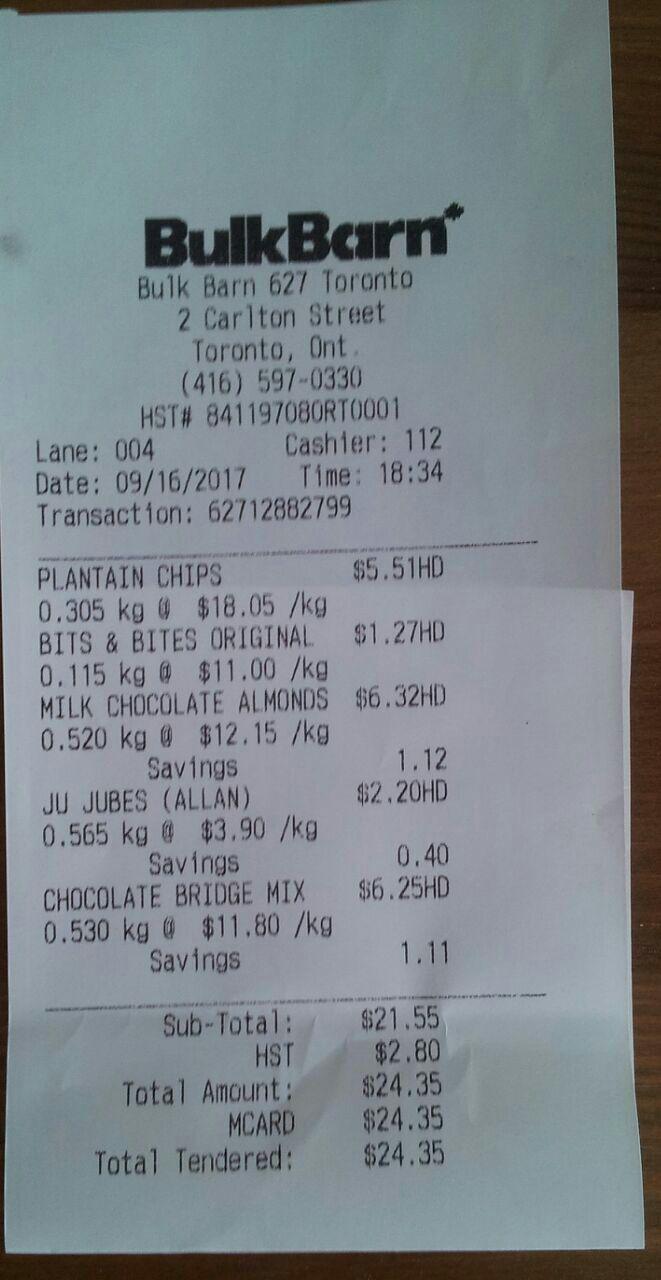 BulkBarn
Bulk Barn 627 Toronto
2 Carlton Street
Toronto, Ont.
(416) 597-0330
HST# 841197080RT0001
Lane: 004 Cashier: 112
Date: 09/16/2017 Time: 18:34
Transaction: 62712882799
PLANTAIN CHIPS $5.51HD
0.305 kg @ $18.05 /kg
BITS & BITES ORIGINAL $1.27HD
0.115 kg @ $11.00 /kg
MILK CHOCOLATE ALMONDS $6.32HD
0.520 kg @ $12.15 /kg
Savings 1.12
JU JUBES (ALLAN) $2.20HD
0.565 kg @ $3.90 /kg
Savings 0.40
CHOCOLATE BRIDGE MIX $6.25HD
0.530 kg @ $11.80 /kg
Savings 1.11
Sub-Total: $21.55
HST $2.80
Total Amount: $24.35
MCARD $24.35
Total Tendered: $24.35